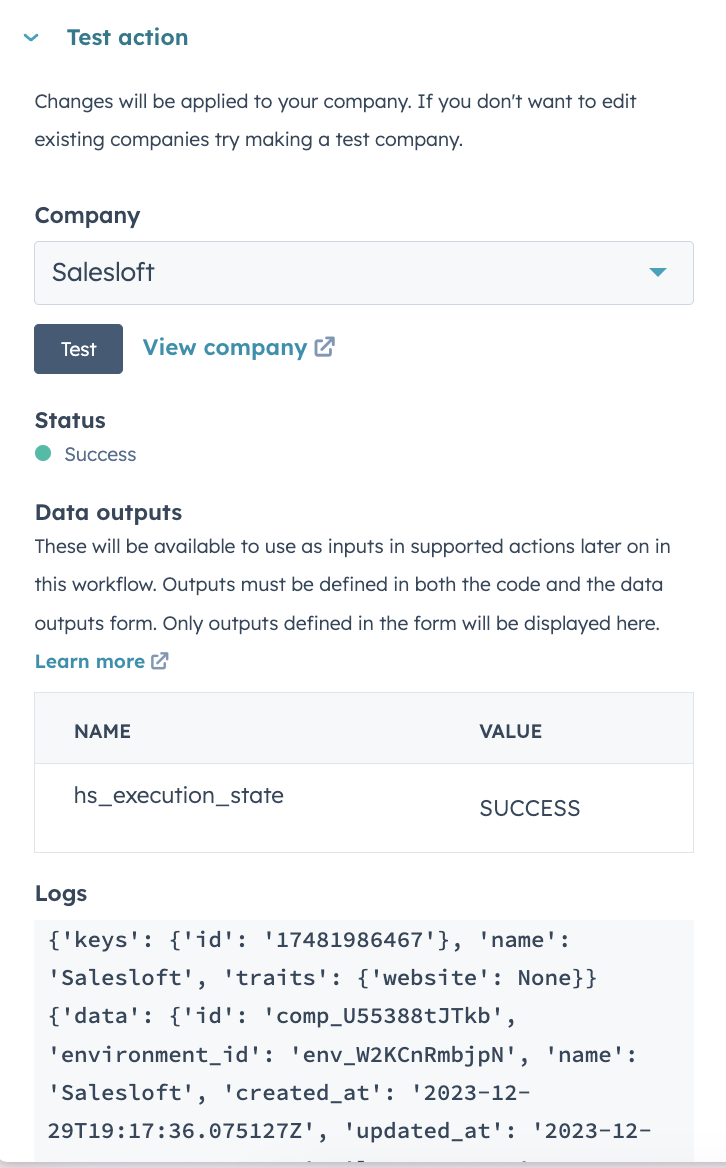 Test action
Changes will be applied to your company. If you don't want to edit
existing companies try making a test company.
Company
Salesloft
Test
View company
Status
Success
Data outputs
These will be available to use as inputs in supported actions later on in
this workflow. Outputs must be defined in both the code and the data
outputs form. Only outputs defined in the form will be displayed here.
Learn more
NAME VALUE
hs_execution_state SUCCESS
Logs
{'keys': {'id': '17481986467'}, 'name':
'Salesloft', 'traits': {'website': None}}
{'data': {'id': 'comp_U55388tJTkb',
'environment_id': 'env_W2KCnRmbjpN', 'name':
'Salesloft', 'created_at': '2023-12-
29T19:17:36.075127Z', 'updated_at': '2023-12-